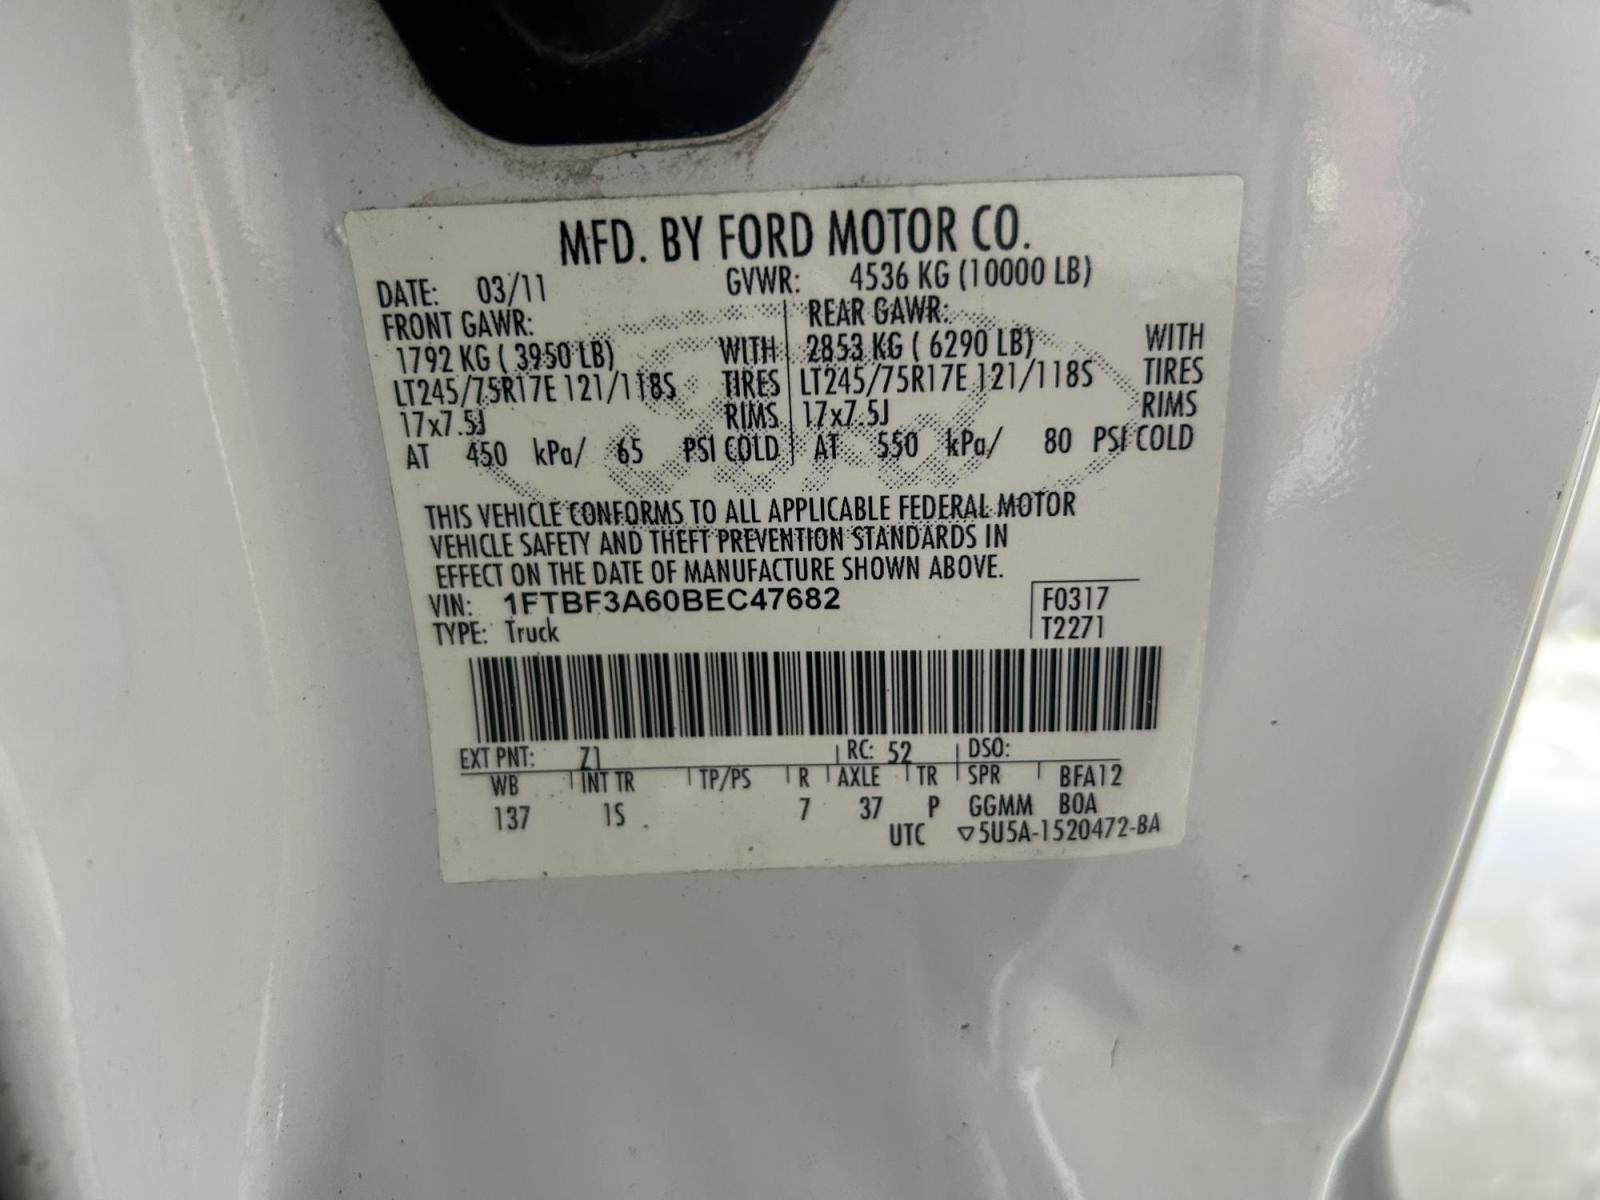 MFD. BY FORD MOTOR CO.
DATE: 03/11 GVWR: 4536 KG (10000 LB)
FRONT GAWR: REAR GAWR:
1792 KG ( 3950 LB) WITH 2853 KG ( 6290 LB) WITH
LT245/75R17E 121/118S TIRES LT245/75R17E 121/118S TIRES
17x7.5J RIMS 17x7.5J RIMS
AT 450 kPa/ 65 PSI COLD AT 550 kPa/ 80 PSI COLD
THIS VEHICLE CONFORMS TO ALL APPLICABLE FEDERAL MOTOR
VEHICLE SAFETY AND THEFT PREVENTION STANDARDS IN
EFFECT ON THE DATE OF MANUFACTURE SHOWN ABOVE.
VIN: 1FTBF3A60BEC47682 F0317
TYPE: Truck T2271
EXT PNT: Z1 RC: 52 DSO:
WB INT TR TP/PS R AXLE TR SPR BFA12
137 1S 7 37 P GGMM BOA
UTC ▽5U5A-1520472-BA